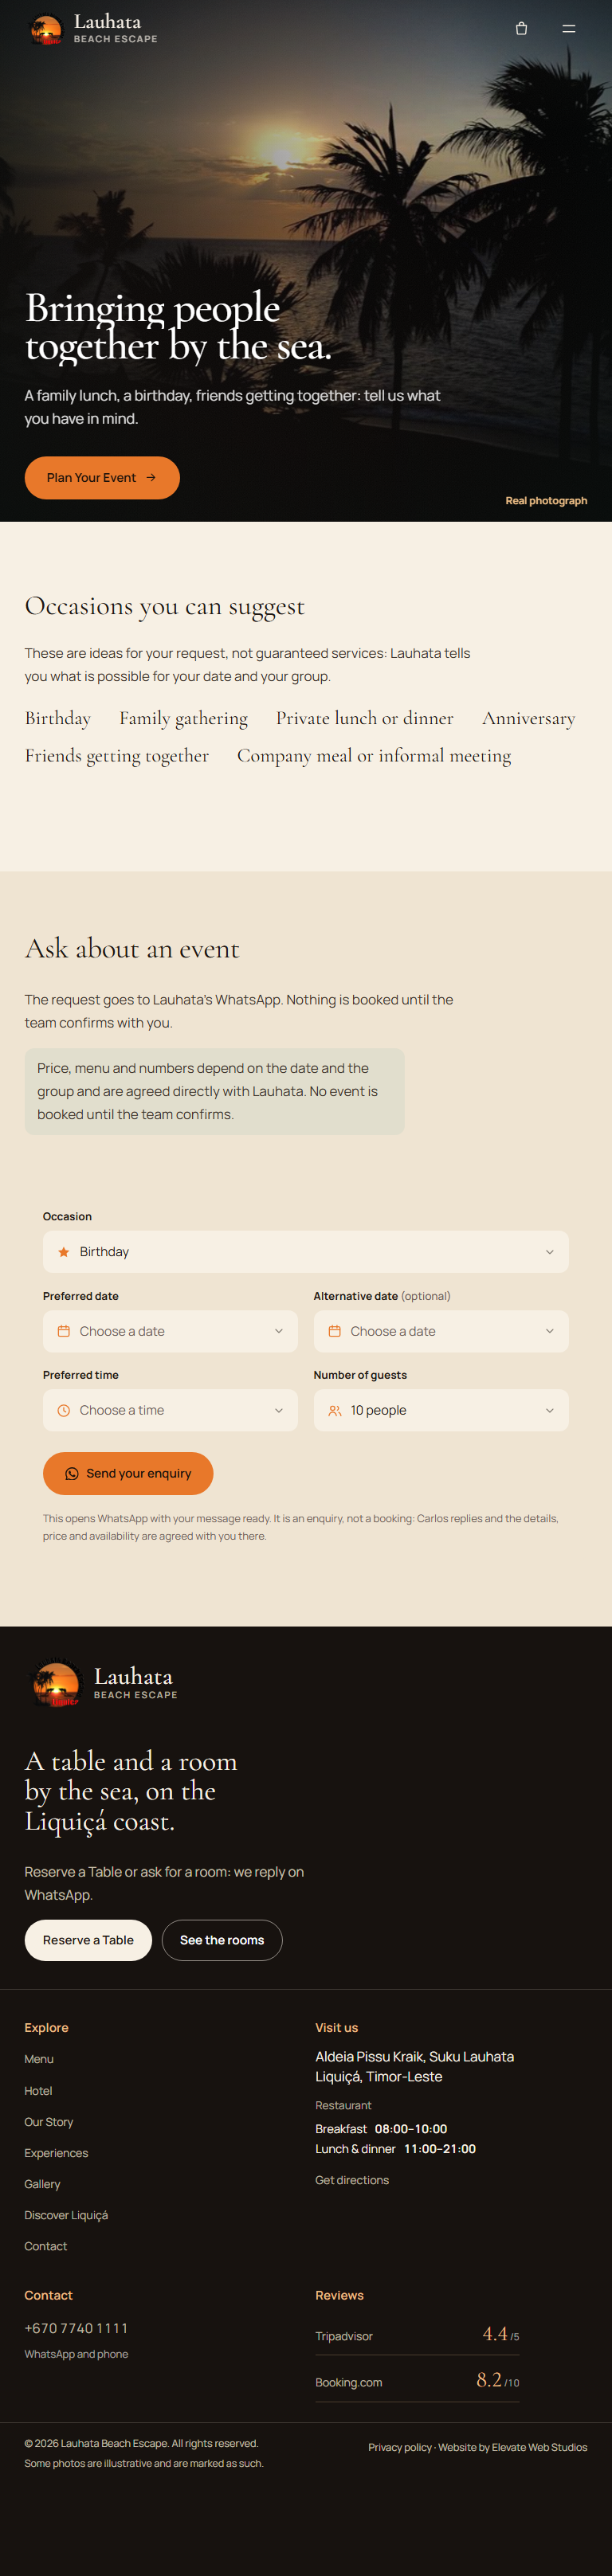 Lauhata
BEACH ESCAPE
Bringing people
together by the sea.
A family lunch, a birthday, friends getting together: tell us what
you have in mind.
Plan Your Event
Real photograph
Occasions you can suggest
These are ideas for your request, not guaranteed services: Lauhata tells
you what is possible for your date and your group.
Birthday Family gathering Private lunch or dinner Anniversary
Friends getting together Company meal or informal meeting
Ask about an event
The request goes to Lauhata's WhatsApp. Nothing is booked until the
team confirms with you.
Price, menu and numbers depend on the date and the
group and are agreed directly with Lauhata. No event is
booked until the team confirms.
Occasion
Birthday
Preferred date Alternative date (optional)
Choose a date Choose a date
Preferred time Number of guests
Choose a time 10 people
Send your enquiry
This opens WhatsApp with your message ready. It is an enquiry, not a booking: Carlos replies and the details,
price and availability are agreed with you there.
Lauhata
BEACH ESCAPE
A table and a room
by the sea, on the
Liquiçá coast.
Reserve a Table or ask for a room: we reply on
WhatsApp.
Reserve a Table See the rooms
Explore
Menu
Hotel
Our Story
Experiences
Gallery
Discover Liquiçá
Contact
Visit us
Aldeia Pissu Kraik, Suku Lauhata
Liquiçá, Timor-Leste
Restaurant
Breakfast 08:00–10:00
Lunch & dinner 11:00–21:00
Get directions
Contact
+670 7740 1111
WhatsApp and phone
Reviews
Tripadvisor 4.4 /5
Booking.com 8.2 /10
© 2026 Lauhata Beach Escape. All rights reserved.
Some photos are illustrative and are marked as such.
Privacy policy · Website by Elevate Web Studios